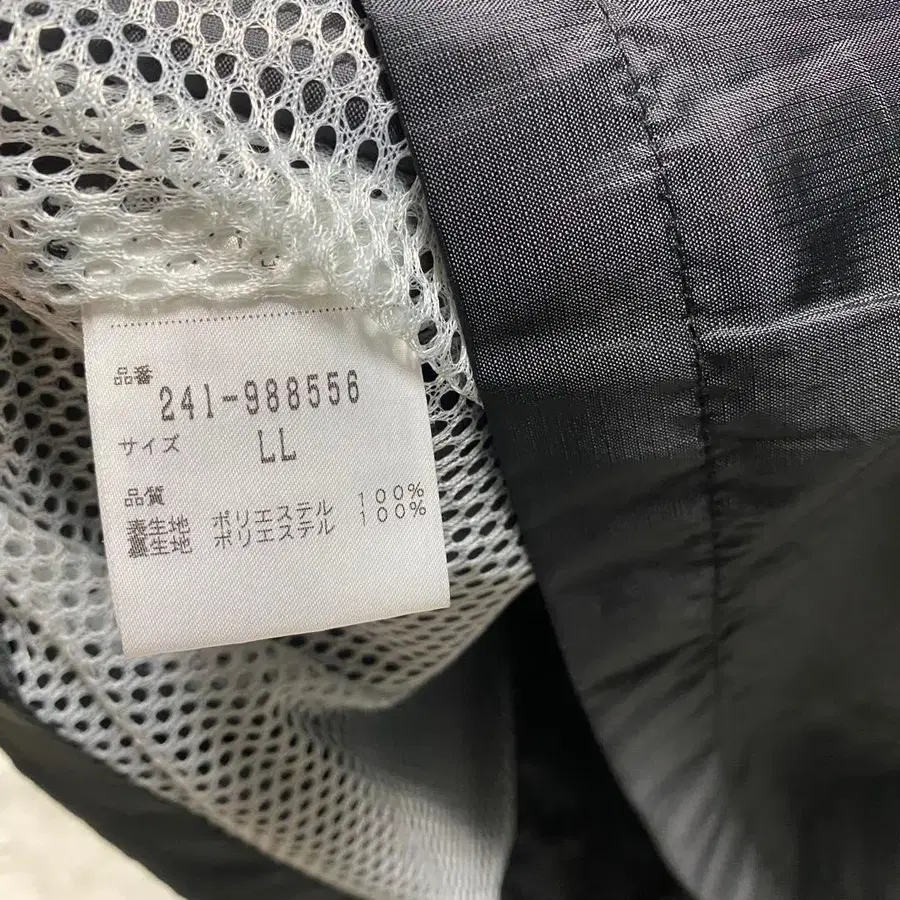 品番
241-988556
サイズ LL
品質
表生地 ポリエステル 100%
裏生地 ポリエステル 100%